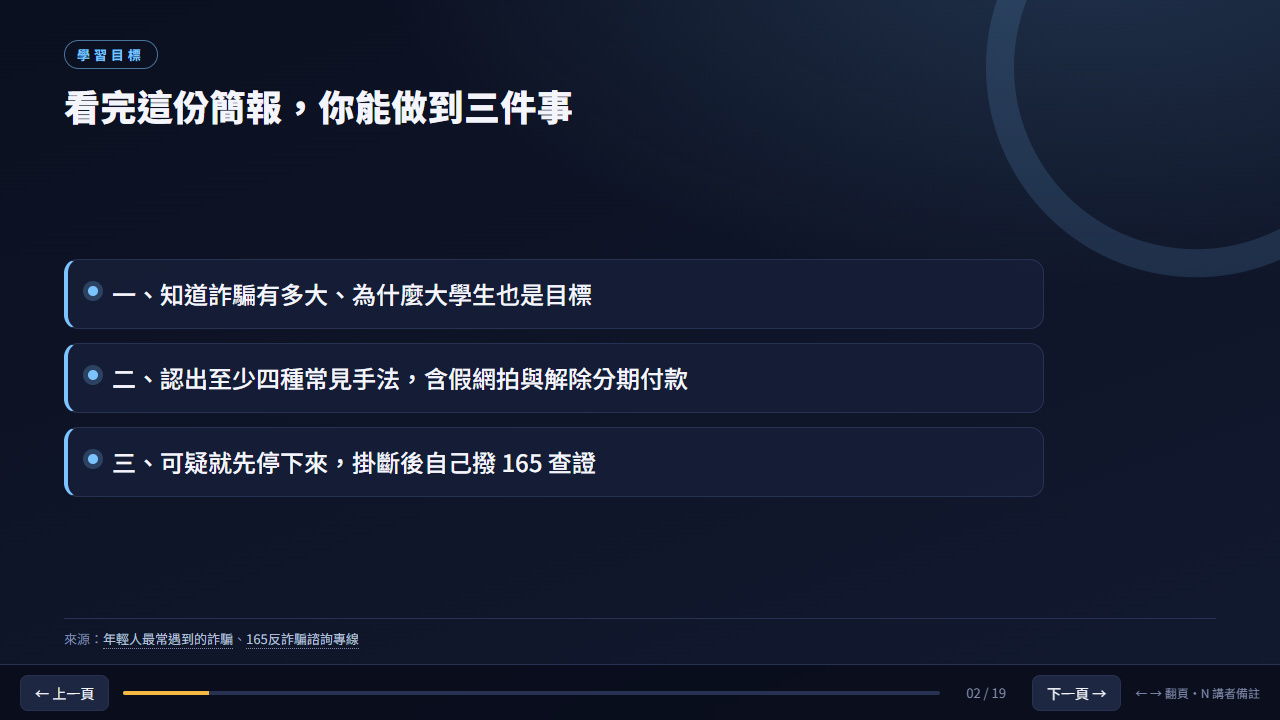 學習目標
看完這份簡報，你能做到三件事
一、知道詐騙有多大、為什麼大學生也是目標
二、認出至少四種常見手法，含假網拍與解除分期付款
三、可疑就先停下來，掛斷後自己撥 165 查證
來源：年輕人最常遇到的詐騙、165反詐騙諮詢專線
← 上一頁
02 / 19
下一頁 →
← → 翻頁・N 講者備註